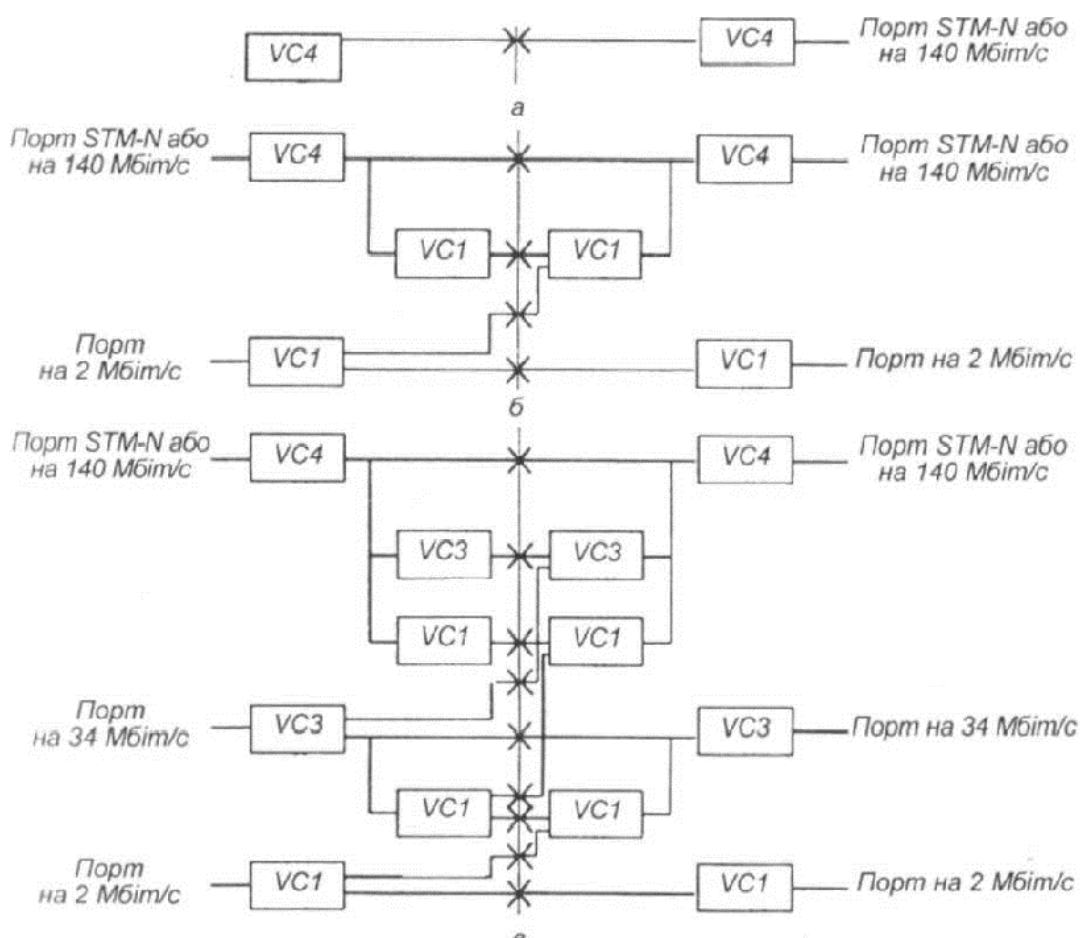 VC4
VC4
Порт STM-N або
на 140 Мбіт/с
а
Порт STM-N або
на 140 Мбіт/с
VC4
VC4
Порт STM-N або
на 140 Мбіт/с
VC1
VC1
Порт
на 2 Мбіт/с
VC1
VC1
Порт на 2 Мбіт/с
б
Порт STM-N або
на 140 Мбіт/с
VC4
VC4
Порт STM-N або
на 140 Мбіт/с
VC3
VC3
VC1
VC1
Порт
на 34 Мбіт/с
VC3
VC3
Порт на 34 Мбіт/с
VC1
VC1
Порт
на 2 Мбіт/с
VC1
VC1
Порт на 2 Мбіт/с